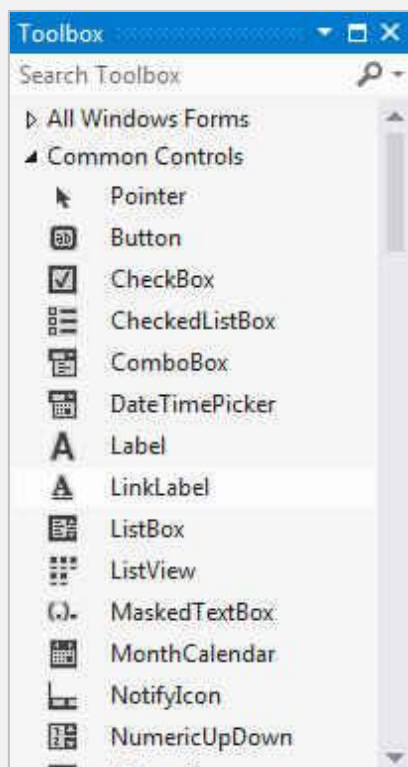 Toolbox
Search Toolbox
All Windows Forms
Common Controls
Pointer
Button
CheckBox
CheckedListBox
ComboBox
DateTimePicker
Label
LinkLabel
ListBox
ListView
MaskedTextBox
MonthCalendar
NotifyIcon
NumericUpDown